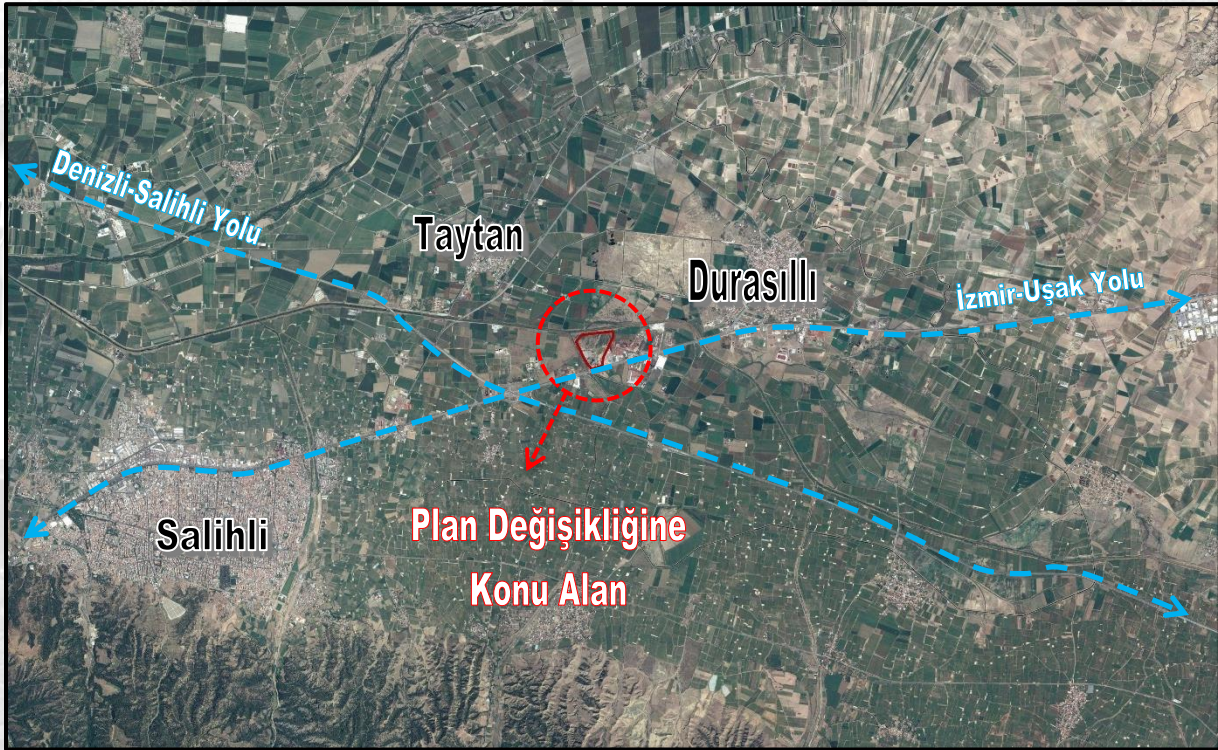 Denizli-Salihli Yolu
Taytan
Durasıllı
İzmir-Uşak Yolu
Salihli
Plan Değişikliğine
Konu Alan